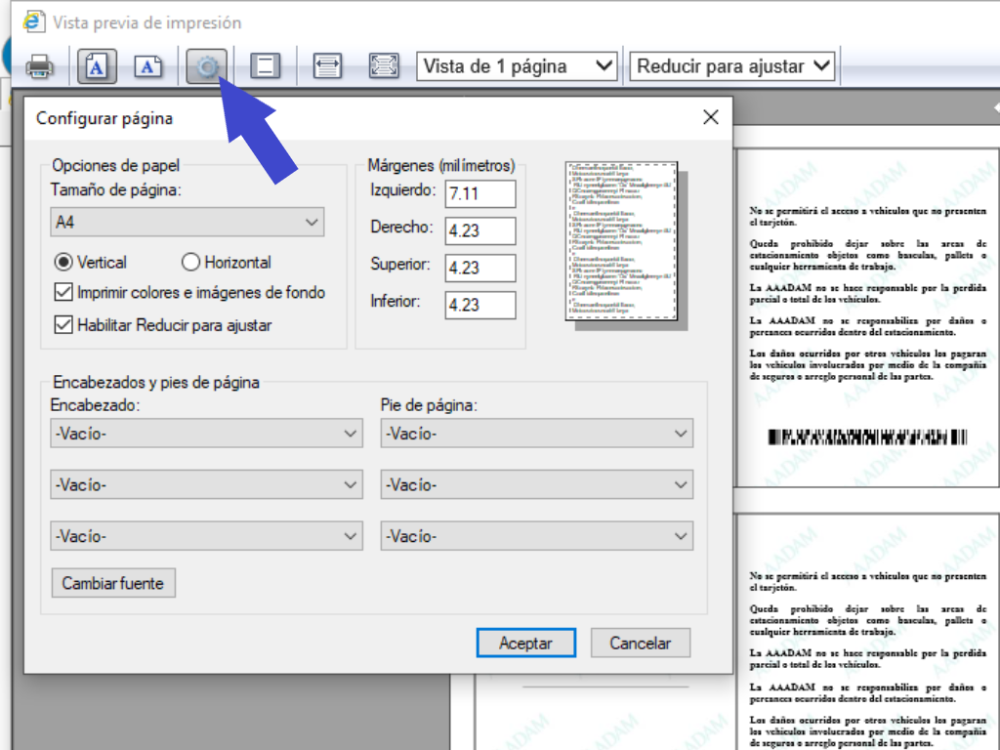 Vista previa de impresión
A
A
Vista de 1 página
Reducir para ajustar
Configurar página
Opciones de papel
Tamaño de página:
A4
Vertical
Horizontal
Imprimir colores e imágenes de fondo
Habilitar Reducir para ajustar
Márgenes (milímetros)
Izquierdo:
7.11
Derecho:
4.23
Superior:
4.23
Inferior:
4.23
Encabezados y pies de página
Encabezado:
Pie de página:
-Vacío-
-Vacío-
-Vacío-
-Vacío-
-Vacío-
-Vacío-
Cambiar fuente
Aceptar
Cancelar
AAADAM
No se permitirá el acceso a vehiculos que no presenten
el tarjetón.
Queda prohibido dejar sobre las areas de
estacionamiento objetos como basculas, pallets o
cualquier herramienta de trabajo.
La AAADAM no se hace responsable por la perdida
parcial o total de los vehículos.
La AAADAM no se responsabiliza por daños o
percances ocurridos dentro del estacionamiento.
Los daños ocurridos por otros vehículos los pagaran
los vehículos involucrados por medio de la compañia
de seguros o arreglo personal de las partes.
AAADAM
No se permitirá el acceso a vehiculos que no presenten
el tarjetón.
Queda prohibido dejar sobre las areas de
estacionamiento objetos como basculas, pallets o
cualquier herramienta de trabajo.
La AAADAM no se hace responsable por la perdida
parcial o total de los vehículos.
La AAADAM no se responsabiliza por daños o
percances ocurridos dentro del estacionamiento.
Los daños ocurridos por otros vehículos los pagaran
los vehículos involucrados por medio de la compañia
de seguros o arreglo personal de las partes.